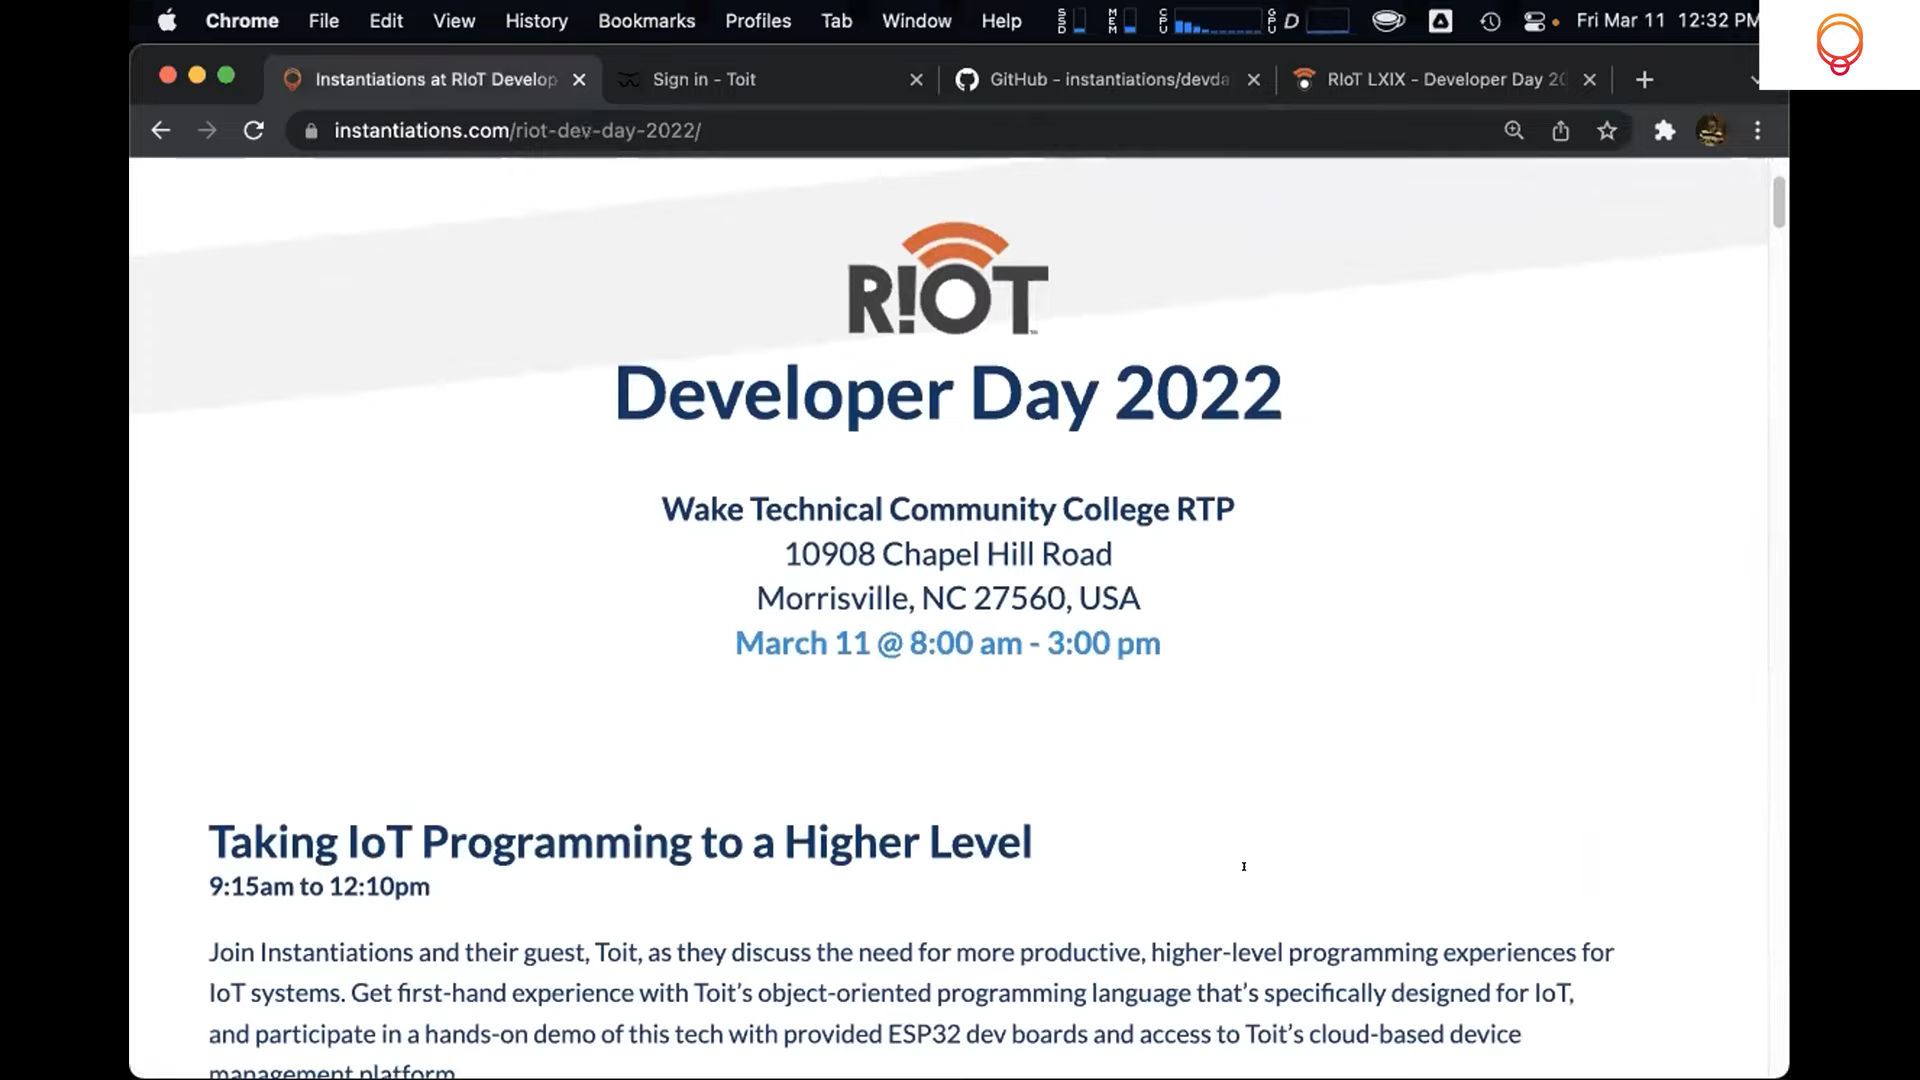 Chrome File Edit View History Bookmarks Profiles Tab Window Help SSD MEM CPU GPU D Fri Mar 11 12:32 PM
Instantiations at RIoT Develop Sign in - Toit GitHub - instantiations/devda RIoT LXIX - Developer Day 20
instantiations.com/riot-dev-day-2022/
R!OT
Developer Day 2022
Wake Technical Community College RTP
10908 Chapel Hill Road
Morrisville, NC 27560, USA
March 11 @ 8:00 am - 3:00 pm
Taking IoT Programming to a Higher Level
9:15am to 12:10pm
Join Instantiations and their guest, Toit, as they discuss the need for more productive, higher-level programming experiences for
IoT systems. Get first-hand experience with Toit's object-oriented programming language that's specifically designed for IoT,
and participate in a hands-on demo of this tech with provided ESP32 dev boards and access to Toit's cloud-based device
management platform.